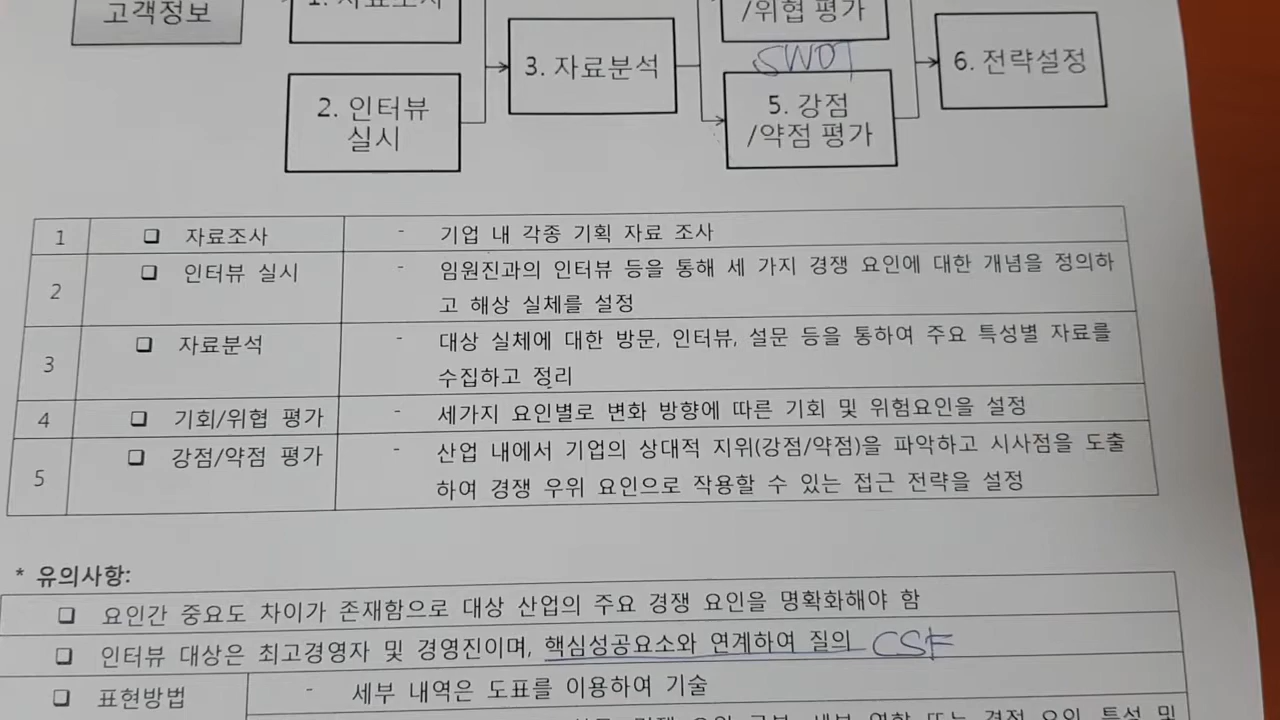 고객정보
1. 자료조사
2. 인터뷰
실시
3. 자료분석
/위협 평가
SWOT
5. 강점
/약점 평가
6. 전략설정
1 ❑ 자료조사 - 기업 내 각종 기획 자료 조사
2 ❑ 인터뷰 실시 - 임원진과의 인터뷰 등을 통해 세 가지 경쟁 요인에 대한 개념을 정의하
고 해상 실체를 설정
3 ❑ 자료분석 - 대상 실체에 대한 방문, 인터뷰, 설문 등을 통하여 주요 특성별 자료를
수집하고 정리
4 ❑ 기회/위협 평가 - 세가지 요인별로 변화 방향에 따른 기회 및 위험요인을 설정
5 ❑ 강점/약점 평가 - 산업 내에서 기업의 상대적 지위(강점/약점)을 파악하고 시사점을 도출
하여 경쟁 우위 요인으로 작용할 수 있는 접근 전략을 설정
* 유의사항:
❑ 요인간 중요도 차이가 존재함으로 대상 산업의 주요 경쟁 요인을 명확화해야 함
❑ 인터뷰 대상은 최고경영자 및 경영진이며, 핵심성공요소와 연계하여 질의 CSF
❑ 표현방법 - 세부 내역은 도표를 이용하여 기술